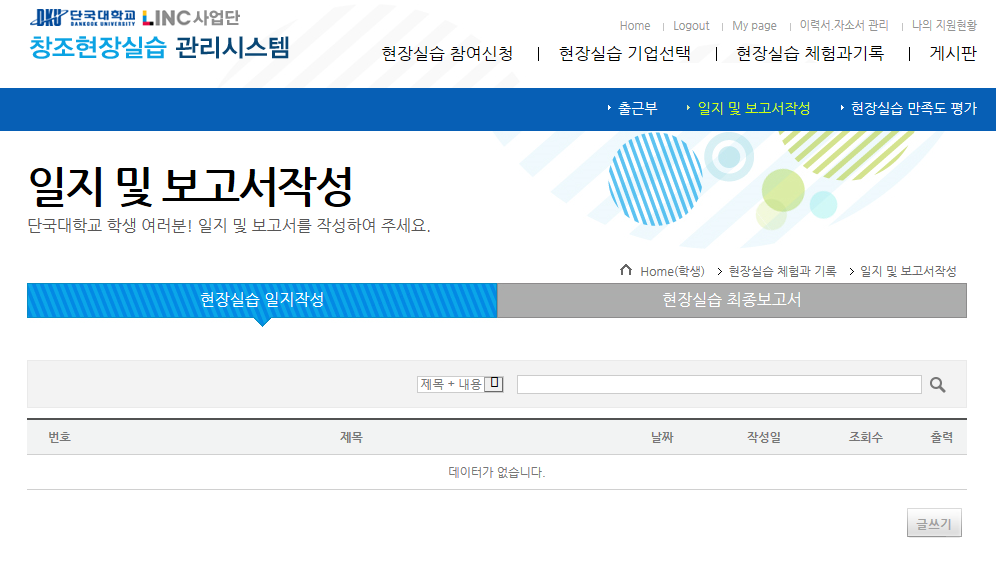 DKU 단국대학교 LINC사업단
DANKOOK UNIVERSITY
창조현장실습 관리시스템
Home Logout My page 이력서.자소서 관리 나의 지원현황
현장실습 참여신청 현장실습 기업선택 현장실습 체험과기록 게시판
출근부 일지 및 보고서작성 현장실습 만족도 평가
일지 및 보고서작성
단국대학교 학생 여러분! 일지 및 보고서를 작성하여 주세요.
Home(학생) 현장실습 체험과 기록 일지 및 보고서작성
현장실습 일지작성 현장실습 최종보고서
제목 + 내용
번호 제목 날짜 작성일 조회수 출력
데이터가 없습니다.
글쓰기